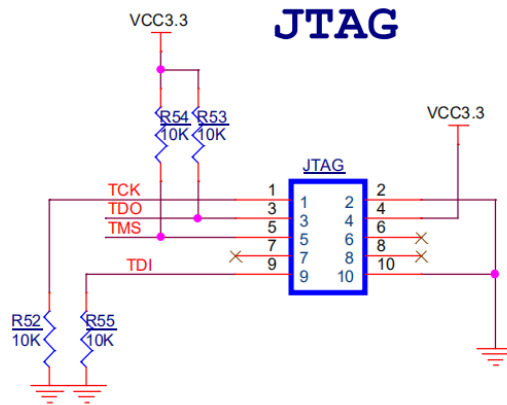 JTAG
VCC3.3
VCC3.3
R54 R53
10K 10K
JTAG
TCK 1 1 2 2
TDO 3 3 4 4
TMS 5 5 6 6
7 7 8 8
TDI 9 9 10 10
R52 R55
10K 10K